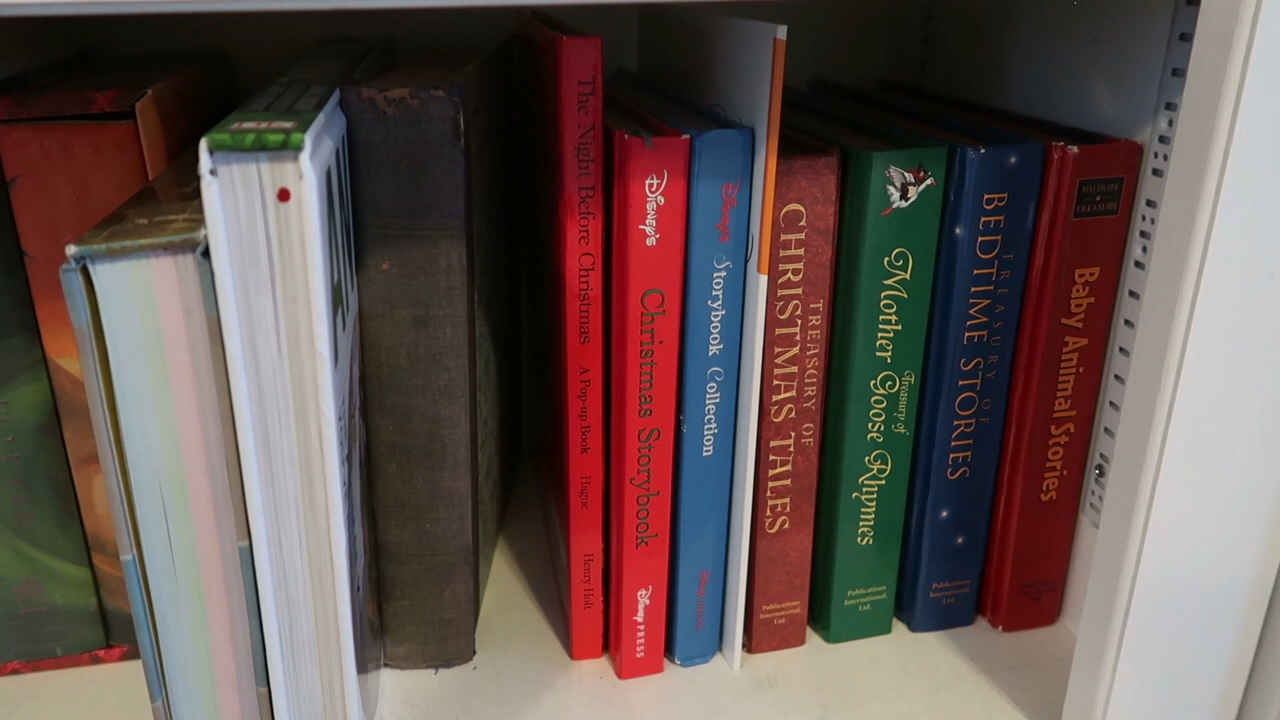 The Night Before Christmas A Pop-up Book Hague Henry Holt
DISNEY'S Christmas Storybook Disney PRESS
DISNEY'S Storybook Collection
TREASURY OF
CHRISTMAS TALES
Publications
International,
Ltd.
Treasury of
Mother Goose Rhymes
Publications
International,
Ltd.
TREASURY OF
BEDTIME STORIES
Publications
International,
Ltd.
WILDLIFE
TREASURY
Baby Animal Stories